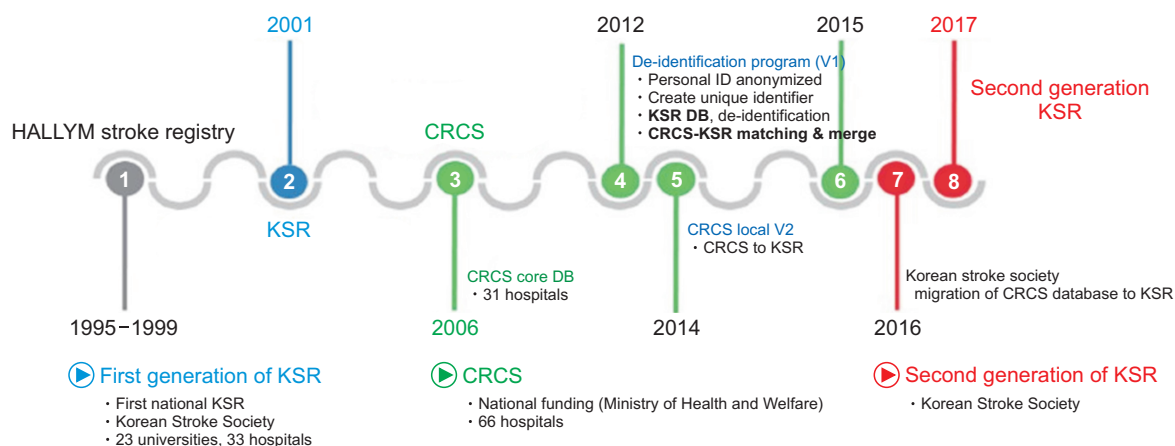 2001
2012
2015
2017
De-identification program (V1)
· Personal ID anonymized
· Create unique identifier
· KSR DB, de-identification
· CRCS-KSR matching & merge
Second generation
KSR
HALLYM stroke registry
CRCS
1
2
3
4
5
6
7
8
KSR
CRCS local V2
· CRCS to KSR
CRCS core DB
· 31 hospitals
Korean stroke society
migration of CRCS database to KSR
1995–1999
2006
2014
2016
First generation of KSR
· First national KSR
· Korean Stroke Society
· 23 universities, 33 hospitals
CRCS
· National funding (Ministry of Health and Welfare)
· 66 hospitals
Second generation of KSR
· Korean Stroke Society